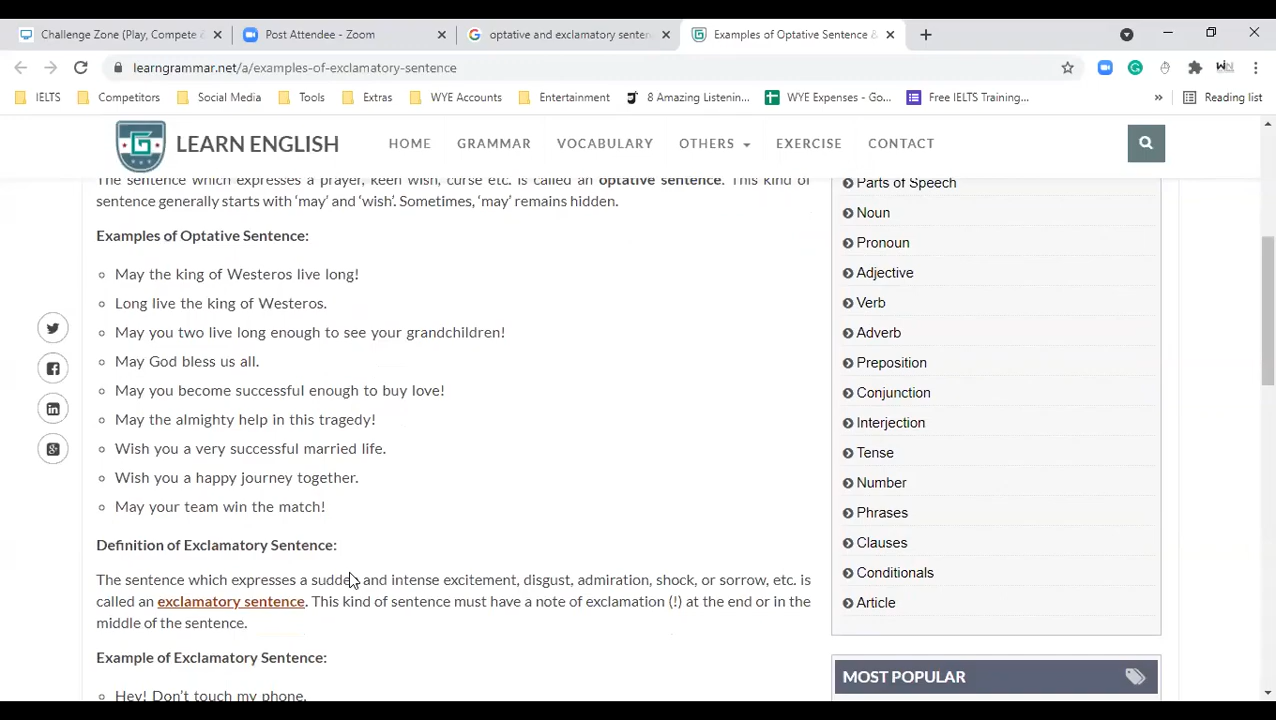 Challenge Zone (Play, Compete &
Post Attendee - Zoom
optative and exclamatory senten
Examples of Optative Sentence &
learngrammar.net/a/examples-of-exclamatory-sentence
IELTS
Competitors
Social Media
Tools
Extras
WYE Accounts
Entertainment
8 Amazing Listenin...
WYE Expenses - Go...
Free IELTS Training...
»
Reading list
LEARN ENGLISH
HOME
GRAMMAR
VOCABULARY
OTHERS
EXERCISE
CONTACT
The sentence which expresses a prayer, keen wish, curse etc. is called an optative sentence. This kind of
sentence generally starts with ‘may’ and ‘wish’. Sometimes, ‘may’ remains hidden.
Examples of Optative Sentence:
May the king of Westeros live long!
Long live the king of Westeros.
May you two live long enough to see your grandchildren!
May God bless us all.
May you become successful enough to buy love!
May the almighty help in this tragedy!
Wish you a very successful married life.
Wish you a happy journey together.
May your team win the match!
Definition of Exclamatory Sentence:
The sentence which expresses a sudden and intense excitement, disgust, admiration, shock, or sorrow, etc. is
called an exclamatory sentence. This kind of sentence must have a note of exclamation (!) at the end or in the
middle of the sentence.
Example of Exclamatory Sentence:
Hey! Don’t touch my phone.
Parts of Speech
Noun
Pronoun
Adjective
Verb
Adverb
Preposition
Conjunction
Interjection
Tense
Number
Phrases
Clauses
Conditionals
Article
MOST POPULAR